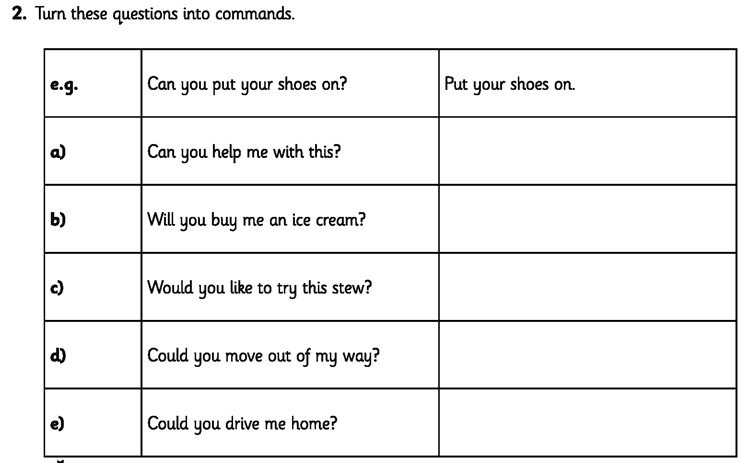 2. Turn these questions into commands.
e.g. Can you put your shoes on? Put your shoes on.
a) Can you help me with this?
b) Will you buy me an ice cream?
c) Would you like to try this stew?
d) Could you move out of my way?
e) Could you drive me home?